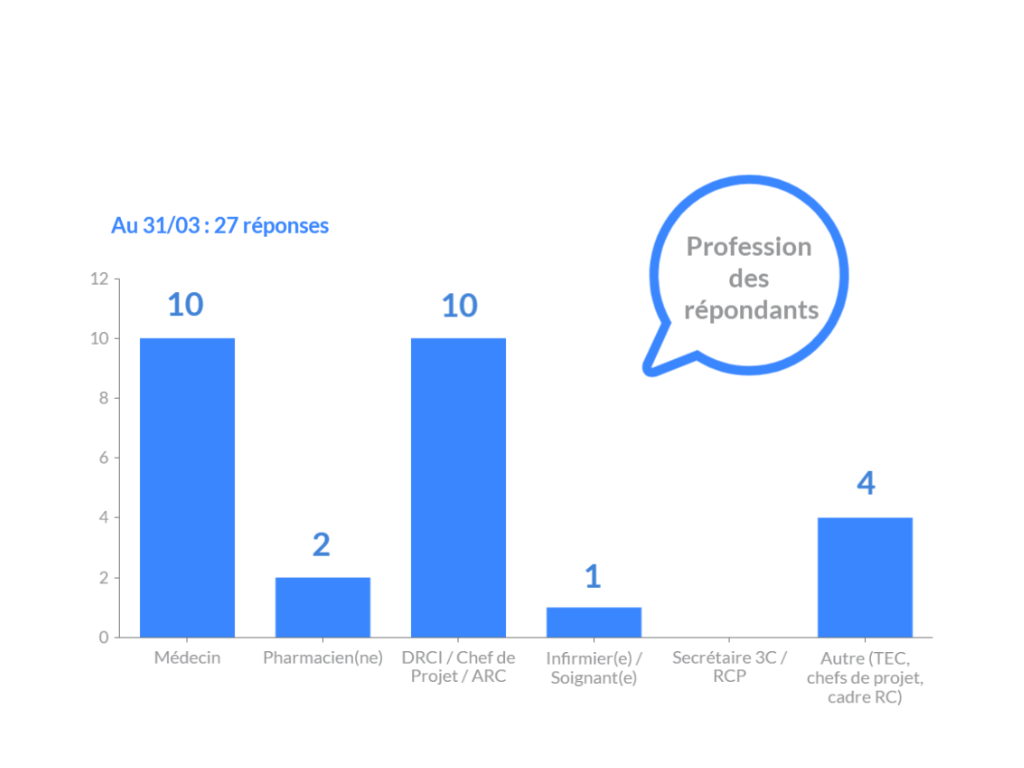 Au 31/03 : 27 réponses
Profession
des
répondants
12
10
8
6
4
2
0
10
2
10
1
4
Médecin
Pharmacien(ne)
DRCI / Chef de
Projet / ARC
Infirmier(e) /
Soignant(e)
Secrétaire 3C /
RCP
Autre (TEC,
chefs de projet,
cadre RC)